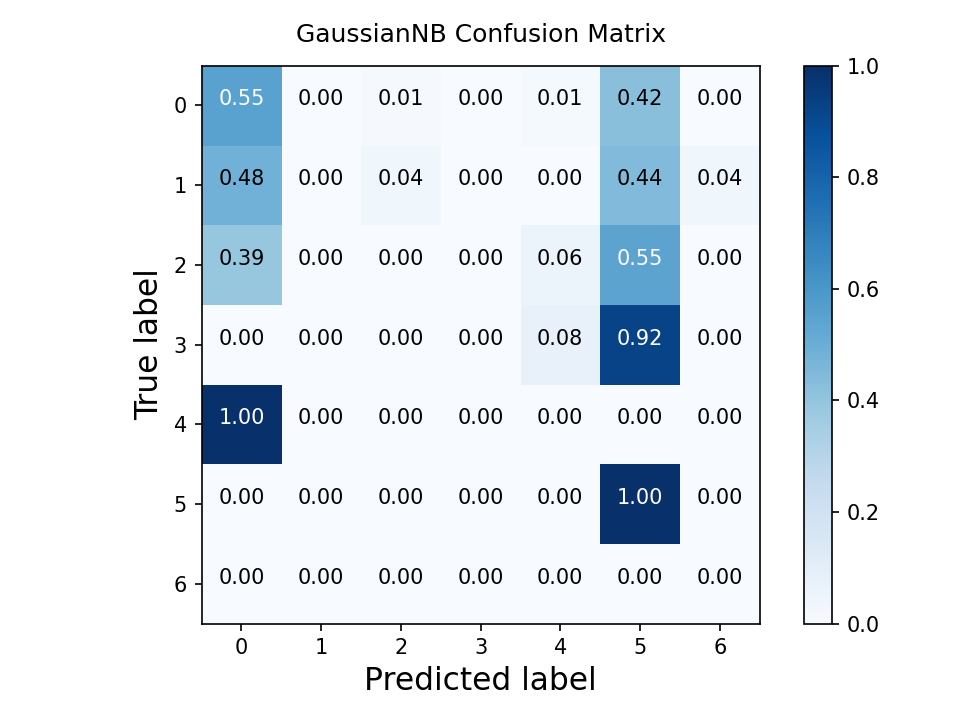 GaussianNB Confusion Matrix
True label
0 0.55 0.00 0.01 0.00 0.01 0.42 0.00
1 0.48 0.00 0.04 0.00 0.00 0.44 0.04
2 0.39 0.00 0.00 0.00 0.06 0.55 0.00
3 0.00 0.00 0.00 0.00 0.08 0.92 0.00
4 1.00 0.00 0.00 0.00 0.00 0.00 0.00
5 0.00 0.00 0.00 0.00 0.00 1.00 0.00
6 0.00 0.00 0.00 0.00 0.00 0.00 0.00
0 1 2 3 4 5 6
Predicted label
1.0
0.8
0.6
0.4
0.2
0.0